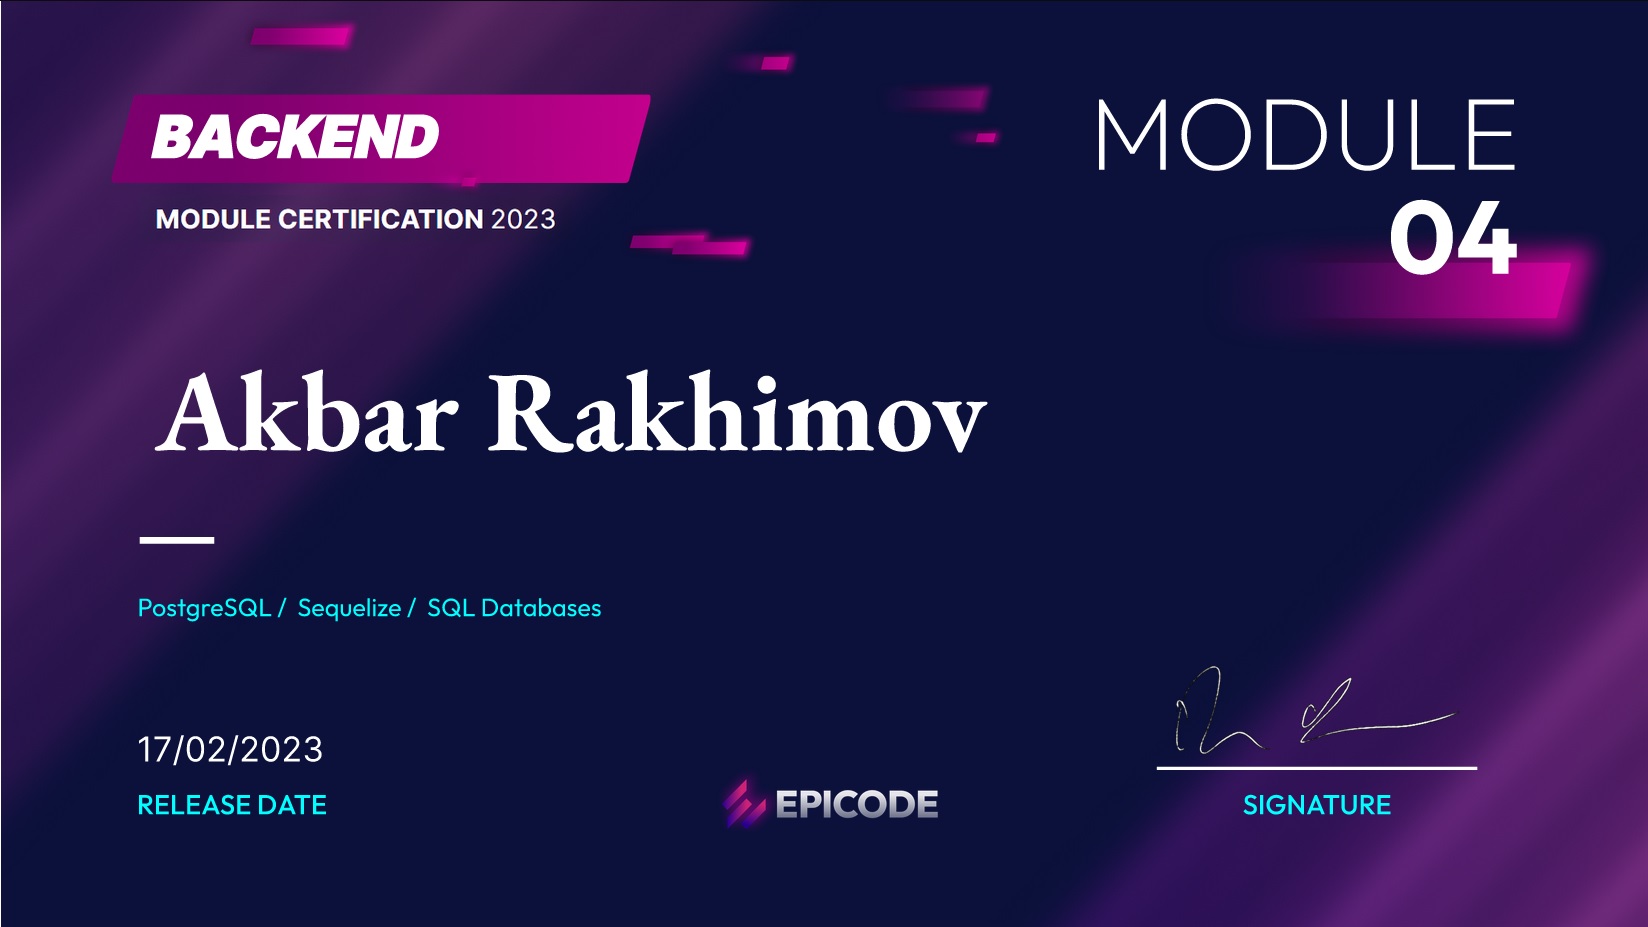 BACKEND
MODULE CERTIFICATION 2023
MODULE
04
Akbar Rakhimov
PostgreSQL / Sequelize / SQL Databases
17/02/2023
RELEASE DATE
EPICODE
SIGNATURE